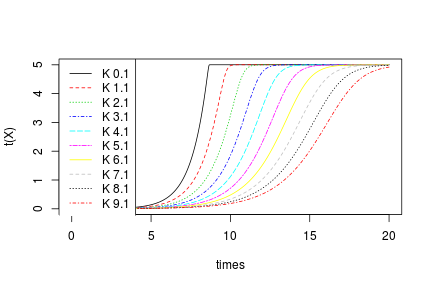 K 0.1
K 1.1
K 2.1
K 3.1
K 4.1
K 5.1
K 6.1
K 7.1
K 8.1
K 9.1
t(X)
5
4
3
2
1
0
0 5 10 15 20
times